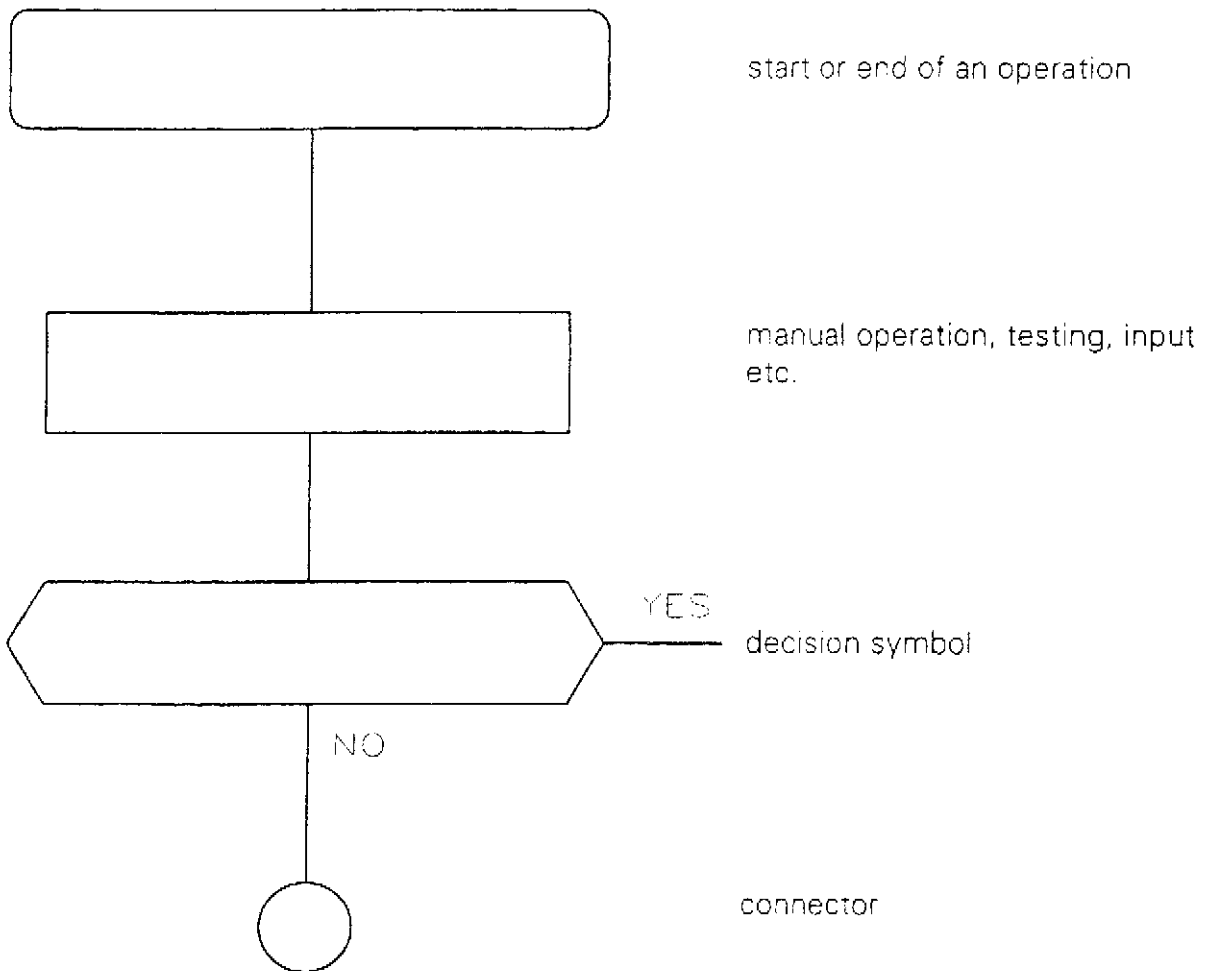 start or end of an operation
manual operation, testing, input
etc.
YES
decision symbol
NO
connector